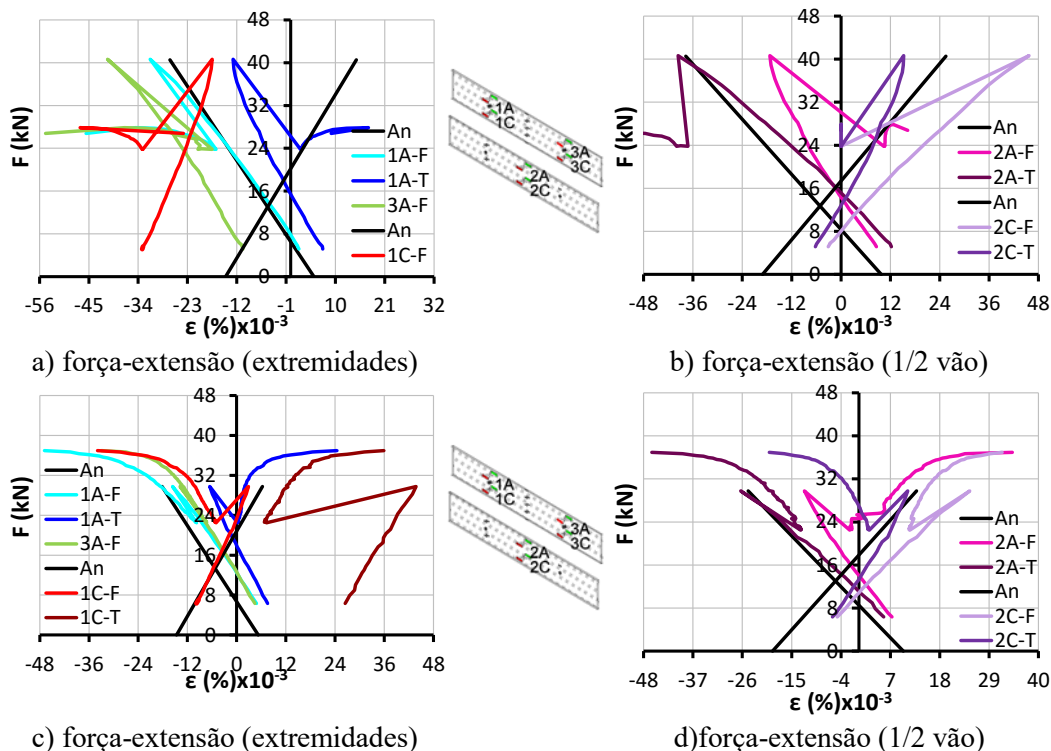 F (kN)
48
40
32
24
16
8
0
-56 -45 -34 -23 -12 -1 10 21 32
ε (%)x10⁻³
An
1A-F
1A-T
3A-F
An
1C-F
a) força-extensão (extremidades)
1A
1C
3A
3C
2A
2C
F (kN)
48
40
32
24
16
8
0
-48 -36 -24 -12 0 12 24 36 48
ε (%)x10⁻³
An
2A-F
2A-T
An
2C-F
2C-T
b) força-extensão (1/2 vão)
F (kN)
48
40
32
24
16
8
0
-48 -36 -24 -12 0 12 24 36 48
ε (%)x10⁻³
An
1A-F
1A-T
3A-F
An
1C-F
1C-T
c) força-extensão (extremidades)
1A
1C
3A
3C
2A
2C
F (kN)
48
40
32
24
16
8
0
-48 -37 -26 -15 -4 7 18 29 40
ε (%)x10⁻³
An
2A-F
2A-T
An
2C-F
2C-T
d)força-extensão (1/2 vão)